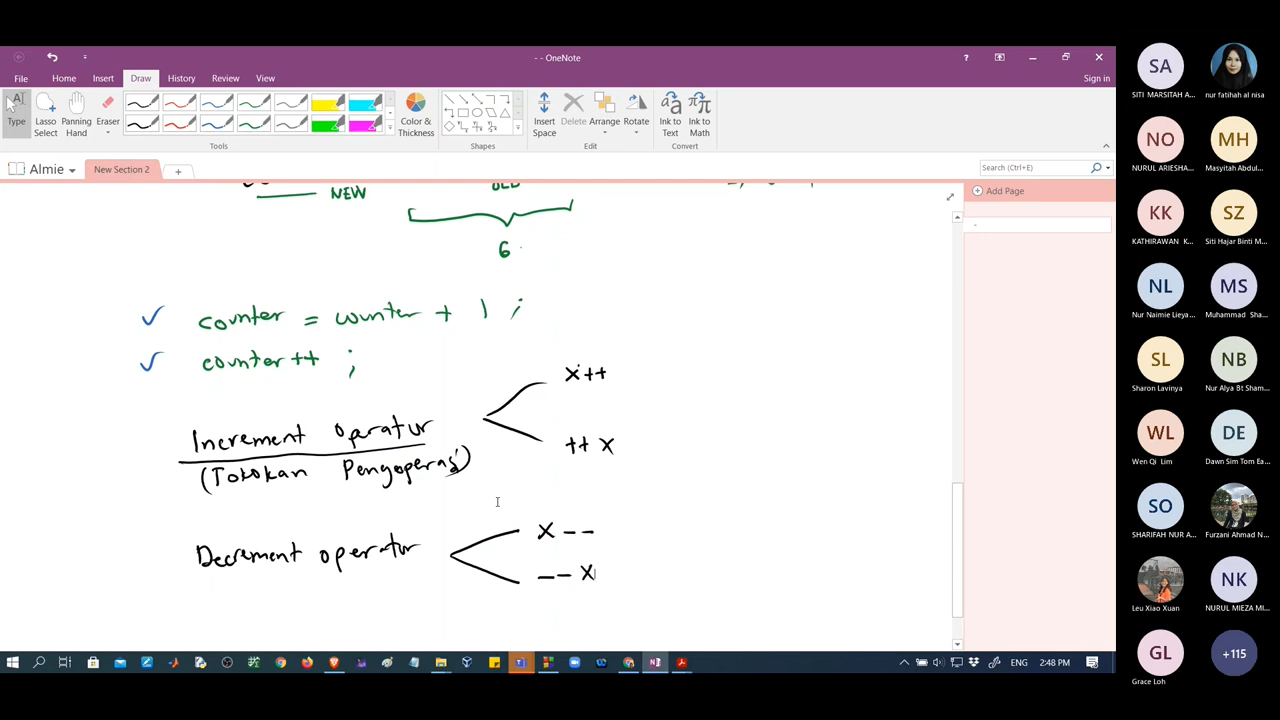 - - OneNote
?
File
Home
Insert
Draw
History
Review
View
Sign in
Type
Lasso Select
Panning Hand
Eraser
Color & Thickness
Insert Space
Delete
Arrange
Rotate
Ink to Text
Ink to Math
Tools
Shapes
Edit
Convert
Almie
New Section 2
Search (Ctrl+E)
Add Page
-
NEW
6
counter = counter + 1 ;
counter++ ;
x++
Increment Operator
++ x
(Tokokan Pengoperasi)
x --
Decrement operator
-- x
ENG
2:48 PM
SA
SITI MARSITAH A...
nur fatihah al nisa
NO
NURUL ARIESHA...
MH
Masyitah Abdul...
KK
KATHIRAWAN K...
SZ
Siti Hajar Binti M...
NL
Nur Naimie Lieya...
MS
Muhammad Sha...
SL
Sharon Lavinya
NB
Nur Alya Bt Sham...
WL
Wen Qi Lim
DE
Dawn Sim Tom Ea...
SO
SHARIFAH NUR A...
Furzani Ahmad N...
Leu Xiao Xuan
NK
NURUL MIEZA MI...
GL
Grace Loh
+115